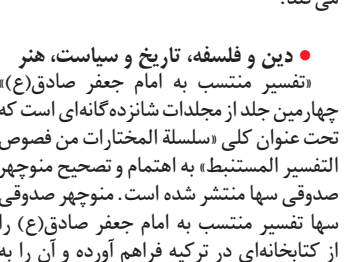 می‌کند.
● دین و فلسفه، تاریخ و سیاست، هنر
«تفسیر منتسب به امام جعفر صادق(ع)»
چهارمین جلد از مجلدات شانزده‌گانه‌ای است که
تحت عنوان کلی «سلسلة المختارات من فصوص
التفسیر المستنبط» به اهتمام و تصحیح منوچهر
صدوقی سها منتشر شده است. منوچهر صدوقی
سها تفسیر منتسب به امام جعفر صادق(ع) را
از کتابخانه‌ای در ترکیه فراهم آورده و آن را به